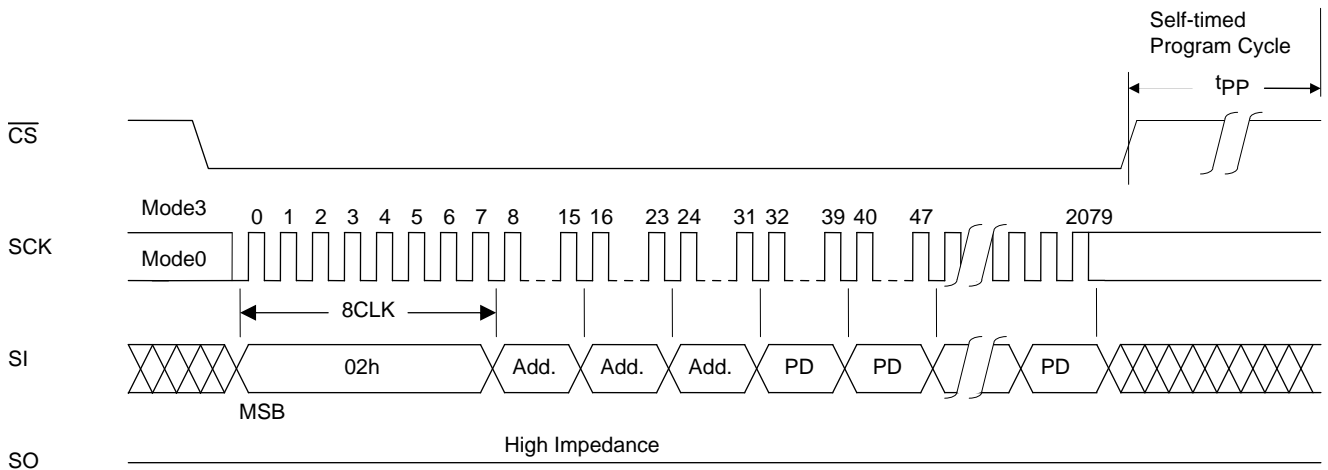 Self-timed
Program Cycle
tPP
CS
Mode3
0 1 2 3 4 5 6 7 8 15 16 23 24 31 32 39 40 47 2079
SCK
Mode0
8CLK
SI
02h Add. Add. Add. PD PD PD
MSB
High Impedance
SO